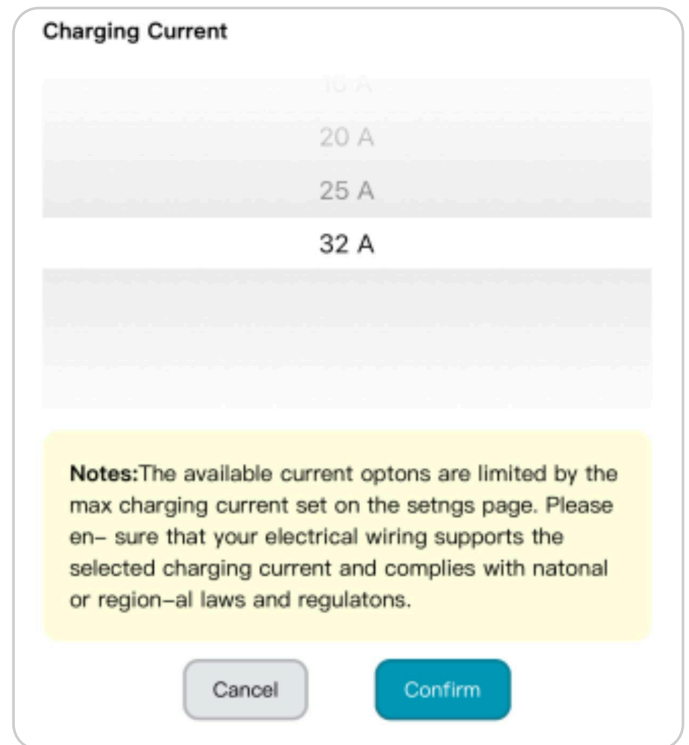 Charging Current
16 A
20 A
25 A
32 A
Notes:The available current optons are limited by the
max charging current set on the setngs page. Please
en– sure that your electrical wiring supports the
selected charging current and complies with natonal
or region–al laws and regulatons.
Cancel
Confirm